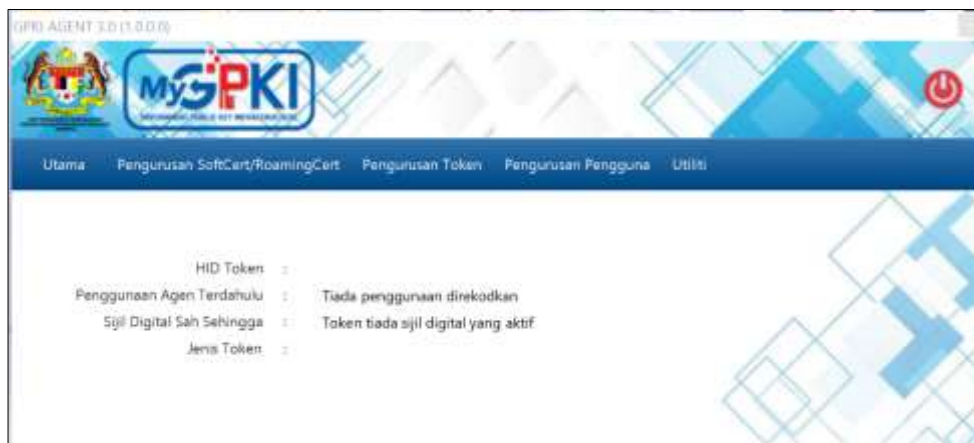 GPKI AGENT 3.0 (1.0.0.0)
MyGPKI
Utama Pengurusan SoftCert/RoamingCert Pengurusan Token Pengurusan Pengguna Utiliti
HID Token :
Penggunaan Agen Terdahulu : Tiada penggunaan direkodkan
Sijil Digital Sah Sehingga : Token tiada sijil digital yang aktif
Jenis Token :